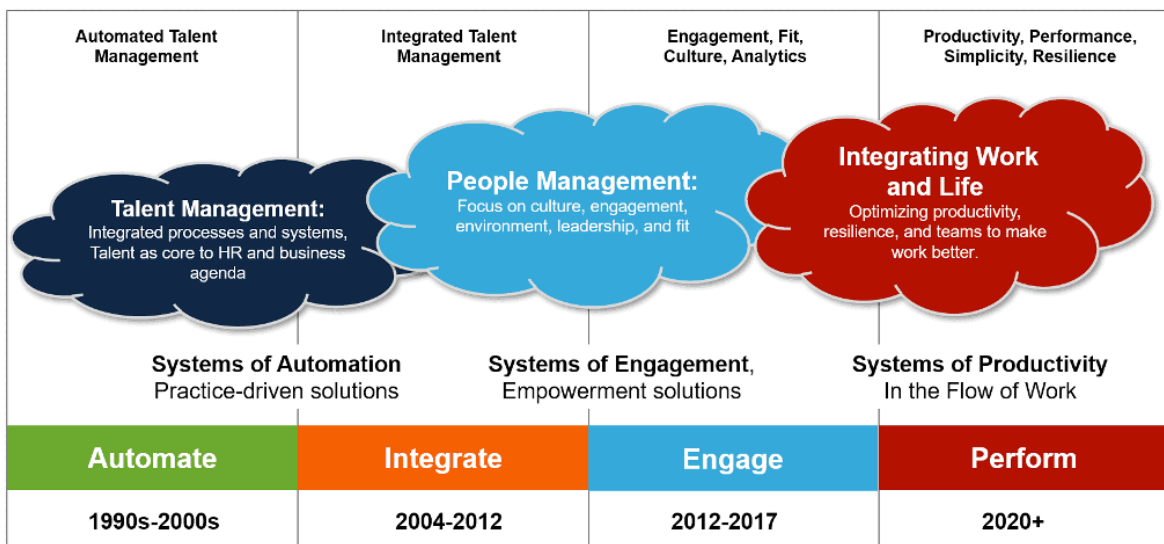 Automated Talent
Management
Integrated Talent
Management
Engagement, Fit,
Culture, Analytics
Productivity, Performance,
Simplicity, Resilience
Talent Management:
Integrated processes and systems,
Talent as core to HR and business
agenda
People Management:
Focus on culture, engagement,
environment, leadership, and fit
Integrating Work
and Life
Optimizing productivity,
resilience, and teams to make
work better.
Systems of Automation
Practice-driven solutions
Systems of Engagement,
Empowerment solutions
Systems of Productivity
In the Flow of Work
Automate
Integrate
Engage
Perform
1990s-2000s
2004-2012
2012-2017
2020+